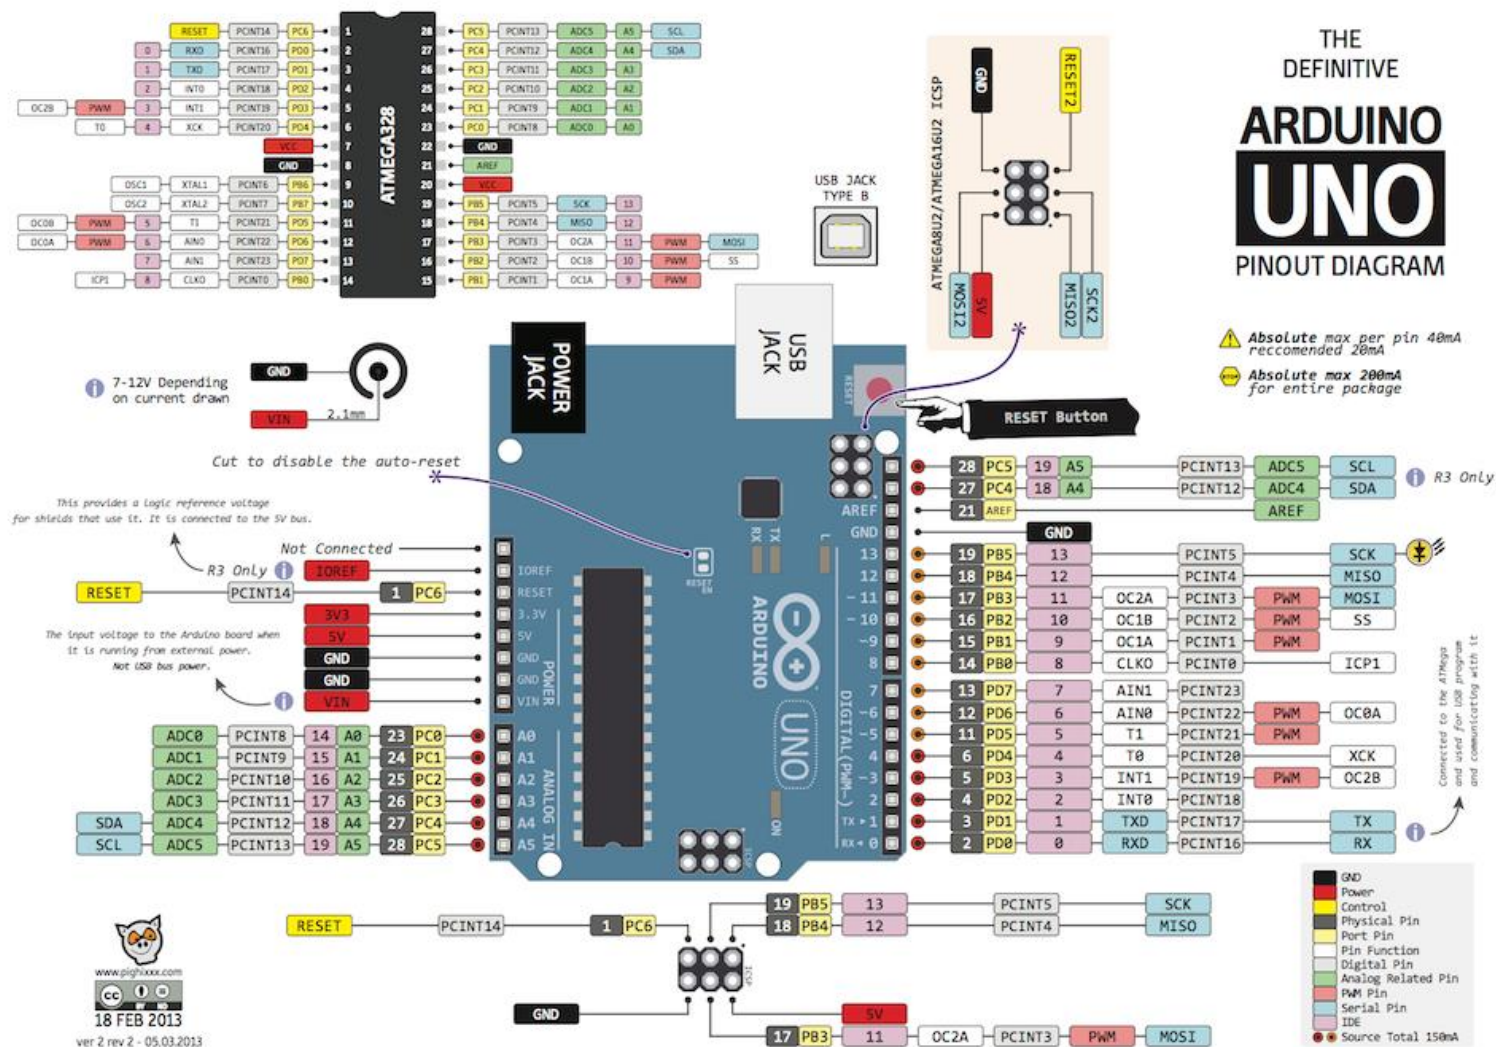 THE
DEFINITIVE
ARDUINO
UNO
PINOUT DIAGRAM
Absolute max per pin 40mA
reccomended 20mA
STOP
Absolute max 200mA
for entire package
ATMEGA328
RESET PCINT14 PC6 1
0 RXD PCINT16 PD0 2
1 TXD PCINT17 PD1 3
2 INT0 PCINT18 PD2 4
OC2B PWM 3 INT1 PCINT19 PD3 5
T0 4 XCK PCINT20 PD4 6
VCC 7
GND 8
OSC1 XTAL1 PCINT6 PB6 9
OSC2 XTAL2 PCINT7 PB7 10
OC0B PWM 5 T1 PCINT21 PD5 11
OC0A PWM 6 AIN0 PCINT22 PD6 12
7 AIN1 PCINT23 PD7 13
ICP1 8 CLKO PCINT0 PB0 14
28 PC5 PCINT13 ADC5 A5 SCL
27 PC4 PCINT12 ADC4 A4 SDA
26 PC3 PCINT11 ADC3 A3
25 PC2 PCINT10 ADC2 A2
24 PC1 PCINT9 ADC1 A1
23 PC0 PCINT8 ADC0 A0
22 GND
21 AREF
20 VCC
19 PB5 PCINT5 SCK 13
18 PB4 PCINT4 MISO 12
17 PB3 PCINT3 OC2A 11 PWM MOSI
16 PB2 PCINT2 OC1B 10 PWM SS
15 PB1 PCINT1 OC1A 9 PWM
USB JACK
TYPE B
ATMEGA8U2/ATMEGA16U2 ICSP
GND
RESET2
MOSI2
5V
MISO2
SCK2
7-12V Depending
on current drawn
GND
VIN
2.1mm
POWER
JACK
USB
JACK
RESET
RESET Button
Cut to disable the auto-reset
This provides a logic reference voltage
for shields that use it. It is connected to the 5V bus.
Not Connected
R3 Only IOREF
RESET PCINT14 1 PC6
3V3
5V
GND
GND
VIN
The input voltage to the Arduino board when
it is running from external power.
Not USB bus power.
ADC0 PCINT8 14 A0 23 PC0
ADC1 PCINT9 15 A1 24 PC1
ADC2 PCINT10 16 A2 25 PC2
ADC3 PCINT11 17 A3 26 PC3
SDA ADC4 PCINT12 18 A4 27 PC4
SCL ADC5 PCINT13 19 A5 28 PC5
IOREF
RESET
3.3V
5V
GND
GND
VIN
POWER
A0
A1
A2
A3
A4
A5
ANALOG IN
RESET
EN
RX
TX
L
ARDUINO
UNO
ON
ICSP
AREF
GND
13
12
~11
~10
~9
8
7
~6
~5
4
~3
2
TX ▸ 1
RX ◂ 0
DIGITAL (PWM~)
28 PC5 19 A5 PCINT13 ADC5 SCL
R3 Only
27 PC4 18 A4 PCINT12 ADC4 SDA
21 AREF AREF
GND
19 PB5 13 PCINT5 SCK
18 PB4 12 PCINT4 MISO
17 PB3 11 OC2A PCINT3 PWM MOSI
16 PB2 10 OC1B PCINT2 PWM SS
15 PB1 9 OC1A PCINT1 PWM
14 PB0 8 CLKO PCINT0 ICP1
13 PD7 7 AIN1 PCINT23
12 PD6 6 AIN0 PCINT22 PWM OC0A
11 PD5 5 T1 PCINT21 PWM
6 PD4 4 T0 PCINT20 XCK
5 PD3 3 INT1 PCINT19 PWM OC2B
4 PD2 2 INT0 PCINT18
3 PD1 1 TXD PCINT17 TX
2 PD0 0 RXD PCINT16 RX
Connected to the ATMega
and used for USB program
and communicating with it
RESET PCINT14 1 PC6
19 PB5 13 PCINT5 SCK
18 PB4 12 PCINT4 MISO
ICSP
GND
5V
17 PB3 11 OC2A PCINT3 PWM MOSI
www.pighixxx.com
cc
BY ND
18 FEB 2013
ver 2 rev 2 - 05.03.2013
GND
Power
Control
Physical Pin
Port Pin
Pin Function
Digital Pin
Analog Related Pin
PWM Pin
Serial Pin
IDE
Source Total 150mA